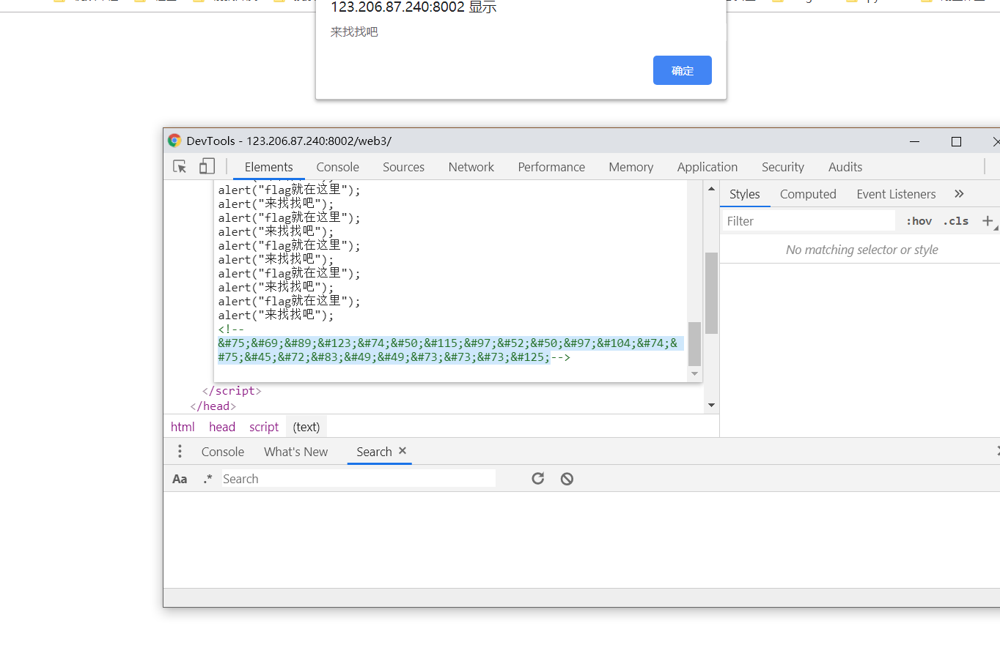 123.206.87.240:8002 显示
来找找吧
确定
DevTools - 123.206.87.240:8002/web3/
Elements Console Sources Network Performance Memory Application Security Audits
alert("flag就在这里");
alert("来找找吧");
alert("flag就在这里");
alert("来找找吧");
alert("flag就在这里");
alert("来找找吧");
alert("flag就在这里");
alert("来找找吧");
alert("flag就在这里");
alert("来找找吧");
<!--
&#75;&#69;&#89;&#123;&#74;&#50;&#115;&#97;&#52;&#50;&#97;&#104;&#74;&
#75;&#45;&#72;&#83;&#49;&#49;&#73;&#73;&#73;&#125;-->
</script>
</head>
html head script (text)
Styles Computed Event Listeners »
Filter :hov .cls +
No matching selector or style
Console What's New Search ×
Aa .* Search